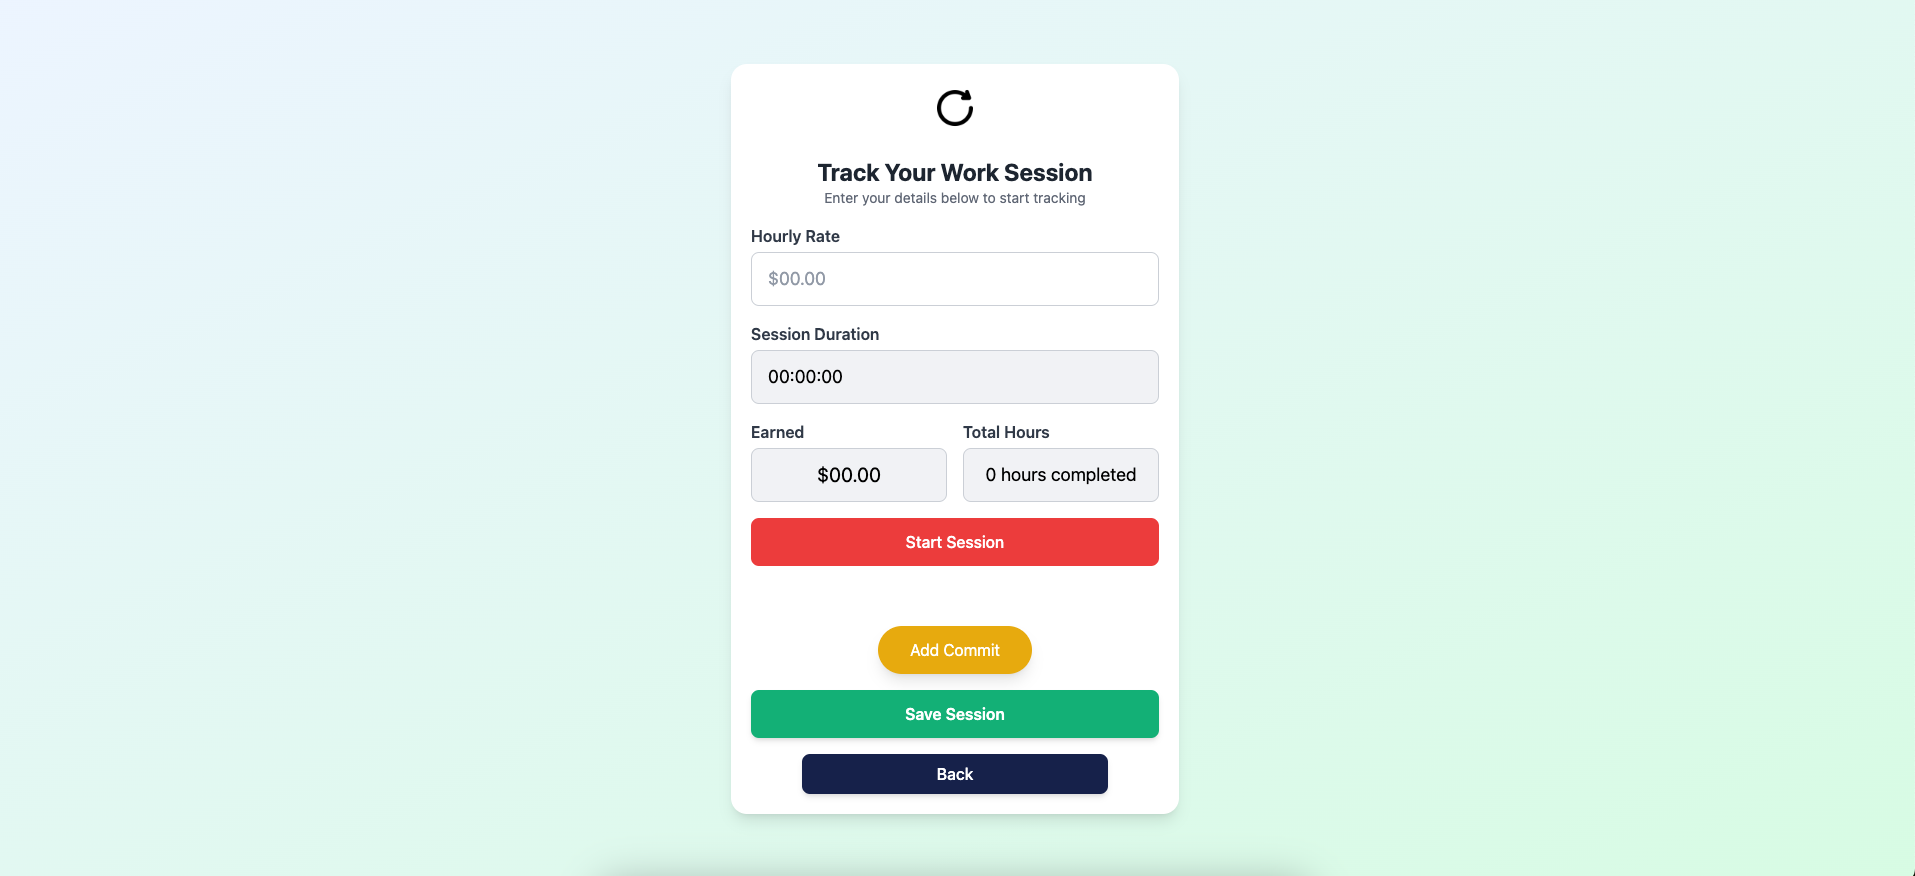 Track Your Work Session
Enter your details below to start tracking
Hourly Rate
$00.00
Session Duration
00:00:00
Earned
Total Hours
$00.00
0 hours completed
Start Session
Add Commit
Save Session
Back